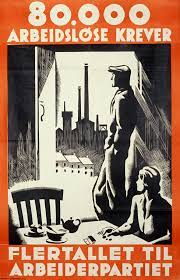 80.000
ARBEIDSLØSE KREVER
FLERTALLET TIL
ARBEIDERPARTIET